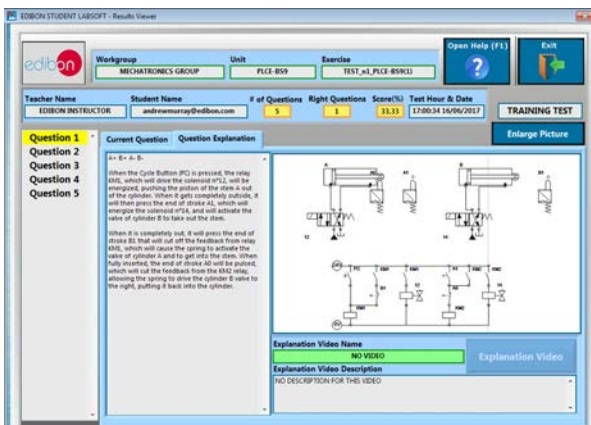 EDIBON STUDENT LABSOFT - Results Viewer
edibon
Workgroup
MECHATRONICS GROUP
Unit
PLCE-B59
Exercise
TEST_n1_PLCE-B59(1)
Open Help (F1)
?
Exit
Teacher Name
EDIBON INSTRUCTOR
Student Name
andrewmurray@edibon.com
# of Questions
5
Right Questions
1
Score(%)
33.33
Test Hour & Date
17:00:34 16/06/2017
TRAINING TEST
Enlarge Picture
Question 1
Question 2
Question 3
Question 4
Question 5
Current Question
Question Explanation
A+ B+ A- B-
When the Cycle Button (PC) is pressed, the relay
KM1, which will drive the solenoid nº12, will be
energized, pushing the piston of the stem A out
of the cylinder. When it gets completely outside, it
will then press the end of stroke A1, which will
energize the solenoid nº14, and will activate the
valve of cylinder B to take out the stem.
When it is completely out, it will press the end of
stroke B1 that will cut off the feedback from relay
KM1, which will cause the spring to activate the
valve of cylinder A and to get into the stem. When
fully inserted, the end of stroke A0 will be pulsed,
which will cut the feedback from the KM2 relay,
allowing the spring to drive the cylinder B valve to
the right, putting it back into the cylinder.
A
B
KM1
KM2
Explanation Video Name
NO VIDEO
Explanation Video
Explanation Video Description
NO DESCRIPTION FOR THIS VIDEO